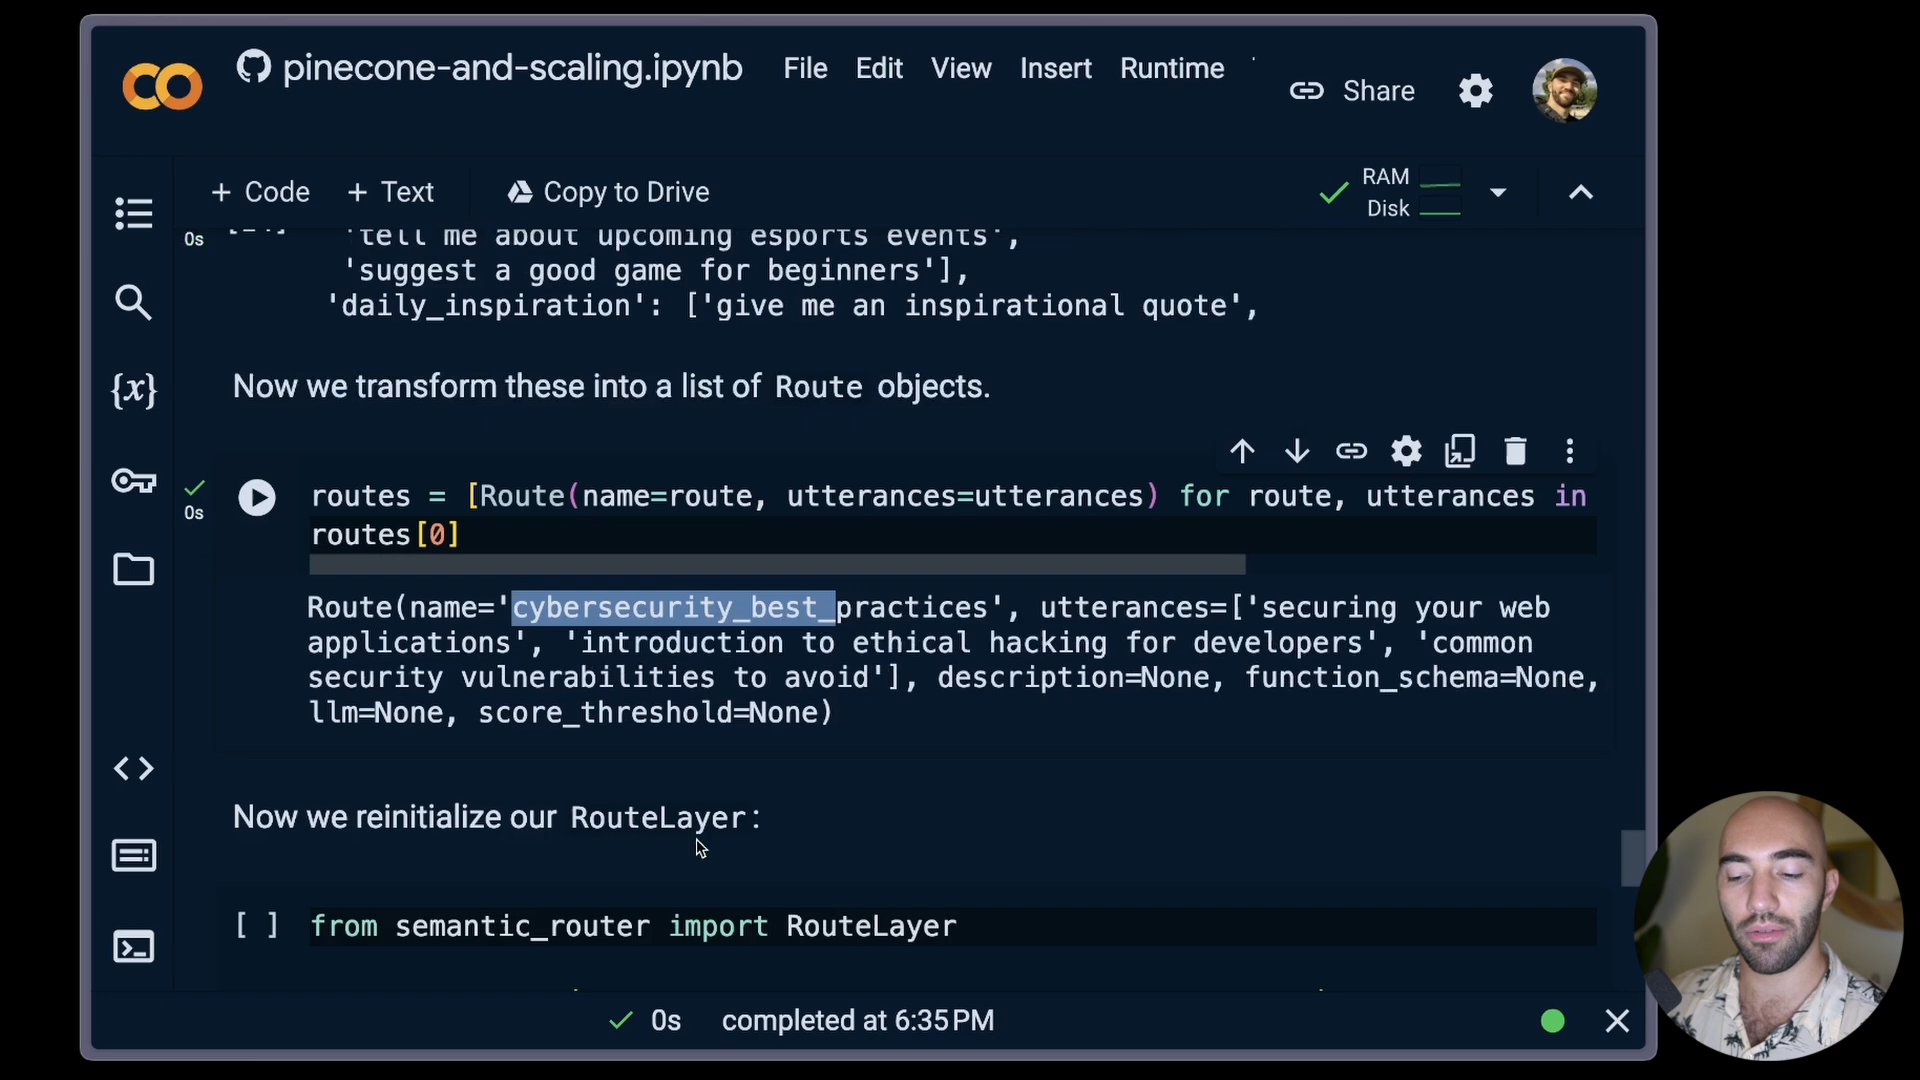 pinecone-and-scaling.ipynb File Edit View Insert Runtime
Share
+ Code + Text Copy to Drive
RAM
Disk
0s
'tell me about upcoming esports events',
'suggest a good game for beginners'],
'daily_inspiration': ['give me an inspirational quote',
Now we transform these into a list of Route objects.
0s
routes = [Route(name=route, utterances=utterances) for route, utterances in
routes[0]
Route(name='cybersecurity_best_practices', utterances=['securing your web
applications', 'introduction to ethical hacking for developers', 'common
security vulnerabilities to avoid'], description=None, function_schema=None,
llm=None, score_threshold=None)
Now we reinitialize our RouteLayer:
[ ] from semantic_router import RouteLayer
0s completed at 6:35 PM